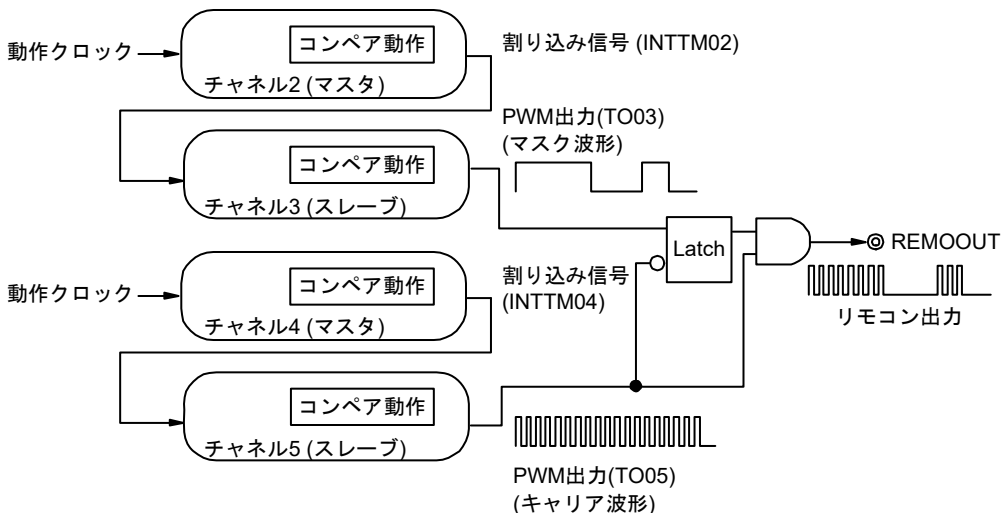 動作クロック
コンペア動作
チャネル2 (マスタ)
割り込み信号 (INTTM02)
PWM出力(TO03)
(マスク波形)
コンペア動作
チャネル3 (スレーブ)
Latch
REMOOUT
リモコン出力
動作クロック
コンペア動作
チャネル4 (マスタ)
割り込み信号
(INTTM04)
コンペア動作
チャネル5 (スレーブ)
PWM出力(TO05)
(キャリア波形)